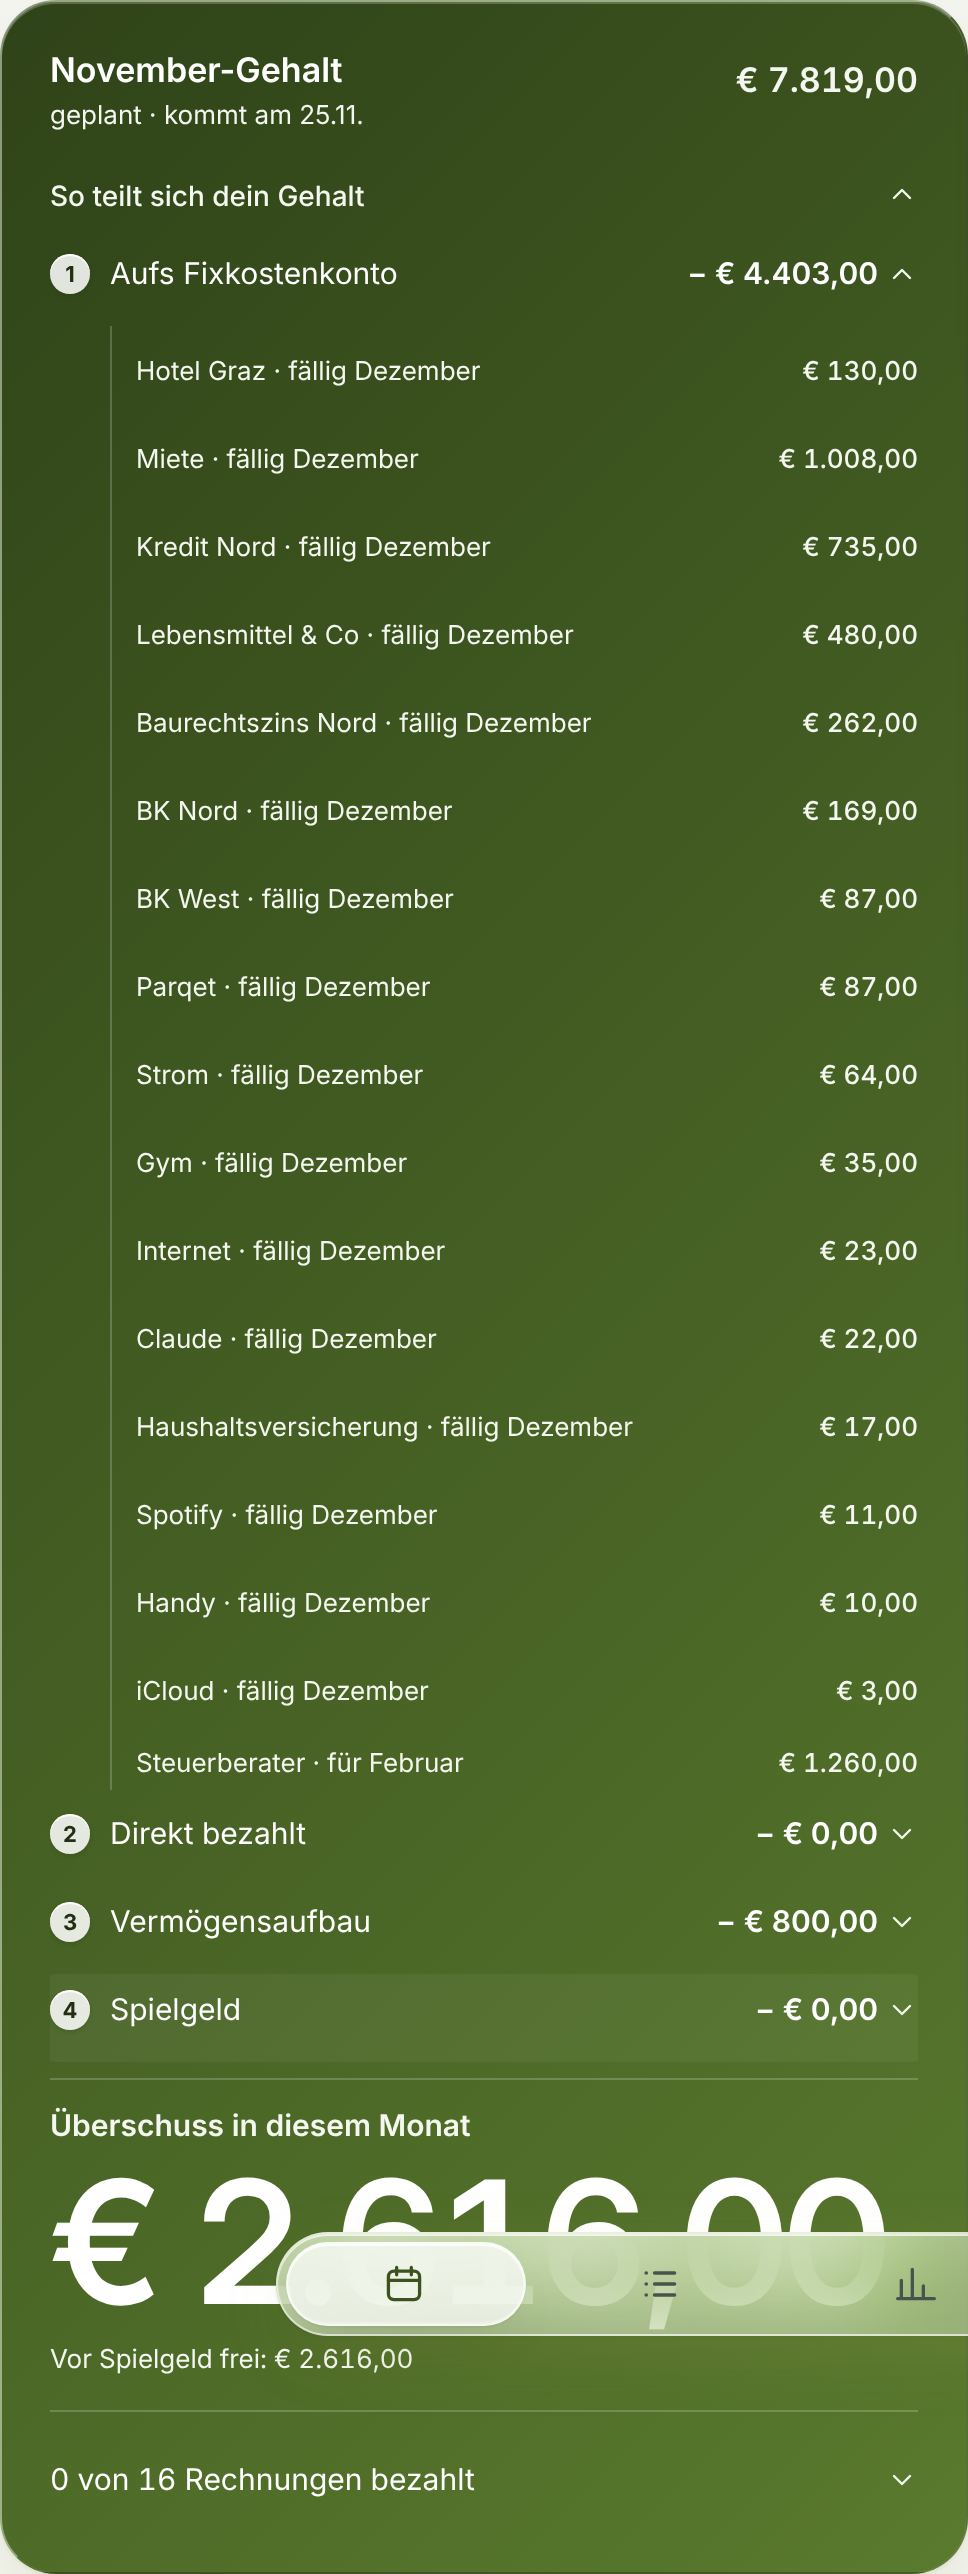 November-Gehalt
€ 7.819,00
geplant · kommt am 25.11.
So teilt sich dein Gehalt
1 Aufs Fixkostenkonto – € 4.403,00
Hotel Graz · fällig Dezember € 130,00
Miete · fällig Dezember € 1.008,00
Kredit Nord · fällig Dezember € 735,00
Lebensmittel & Co · fällig Dezember € 480,00
Baurechtszins Nord · fällig Dezember € 262,00
BK Nord · fällig Dezember € 169,00
BK West · fällig Dezember € 87,00
Parqet · fällig Dezember € 87,00
Strom · fällig Dezember € 64,00
Gym · fällig Dezember € 35,00
Internet · fällig Dezember € 23,00
Claude · fällig Dezember € 22,00
Haushaltsversicherung · fällig Dezember € 17,00
Spotify · fällig Dezember € 11,00
Handy · fällig Dezember € 10,00
iCloud · fällig Dezember € 3,00
Steuerberater · für Februar € 1.260,00
2 Direkt bezahlt – € 0,00
3 Vermögensaufbau – € 800,00
4 Spielgeld – € 0,00
Überschuss in diesem Monat
€ 2.616,00
Vor Spielgeld frei: € 2.616,00
0 von 16 Rechnungen bezahlt